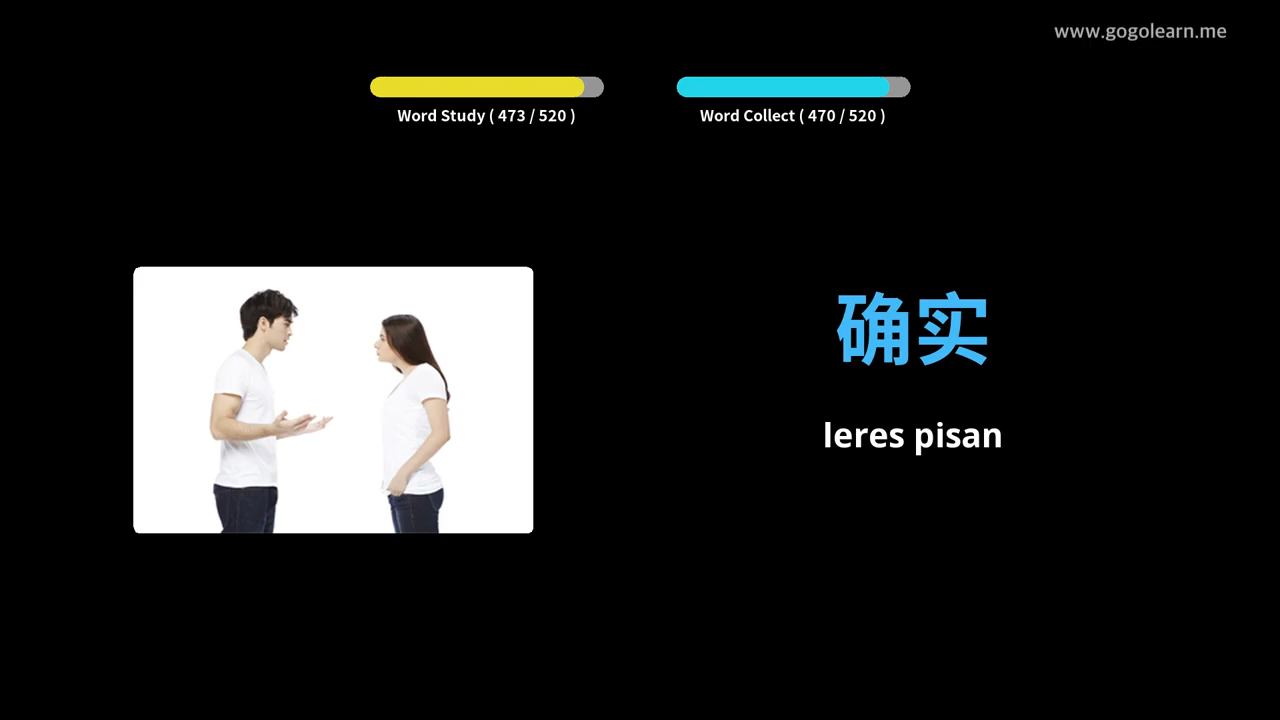 www.gogolearn.me
Word Study ( 473 / 520 )
Word Collect ( 470 / 520 )
确实
leres pisan